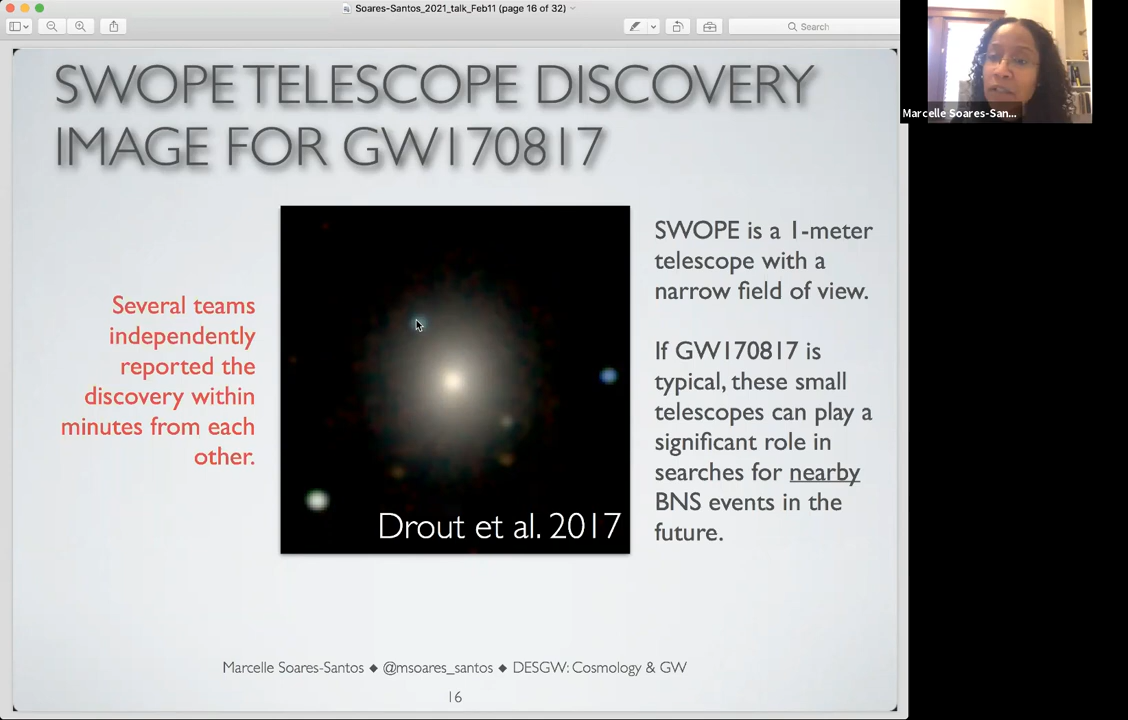 Soares-Santos_2021_talk_Feb11 (page 16 of 32)
Search
Marcelle Soares-San...
SWOPE TELESCOPE DISCOVERY
IMAGE FOR GW170817
Several teams
independently
reported the
discovery within
minutes from each
other.
Drout et al. 2017
SWOPE is a 1-meter
telescope with a
narrow field of view.
If GW170817 is
typical, these small
telescopes can play a
significant role in
searches for nearby
BNS events in the
future.
Marcelle Soares-Santos ◆ @msoares_santos ◆ DESGW: Cosmology & GW
16